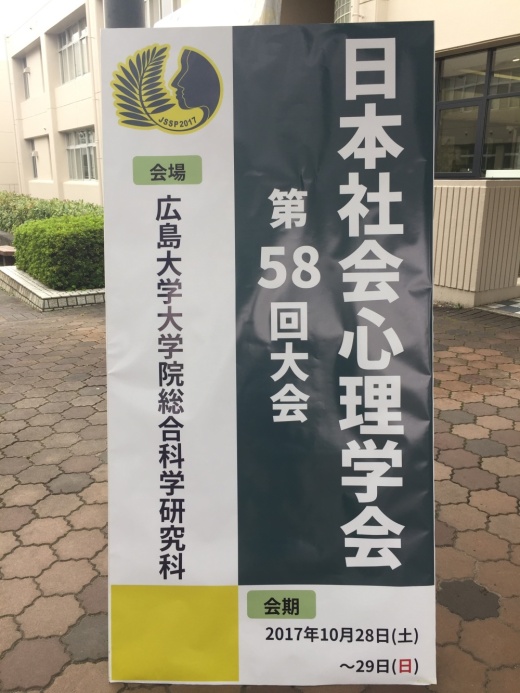 日本社会心理学会
第58回大会
JSSP2017
会場
広島大学大学院総合科学研究科
会期
2017年10月28日(土)
～29日(日)